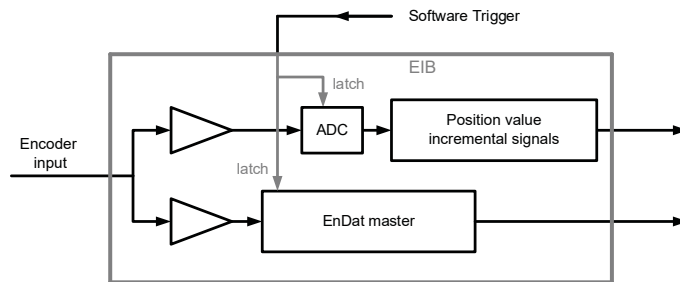 Software Trigger
EIB
latch
ADC
Position value
incremental signals
Encoder
input
latch
EnDat master